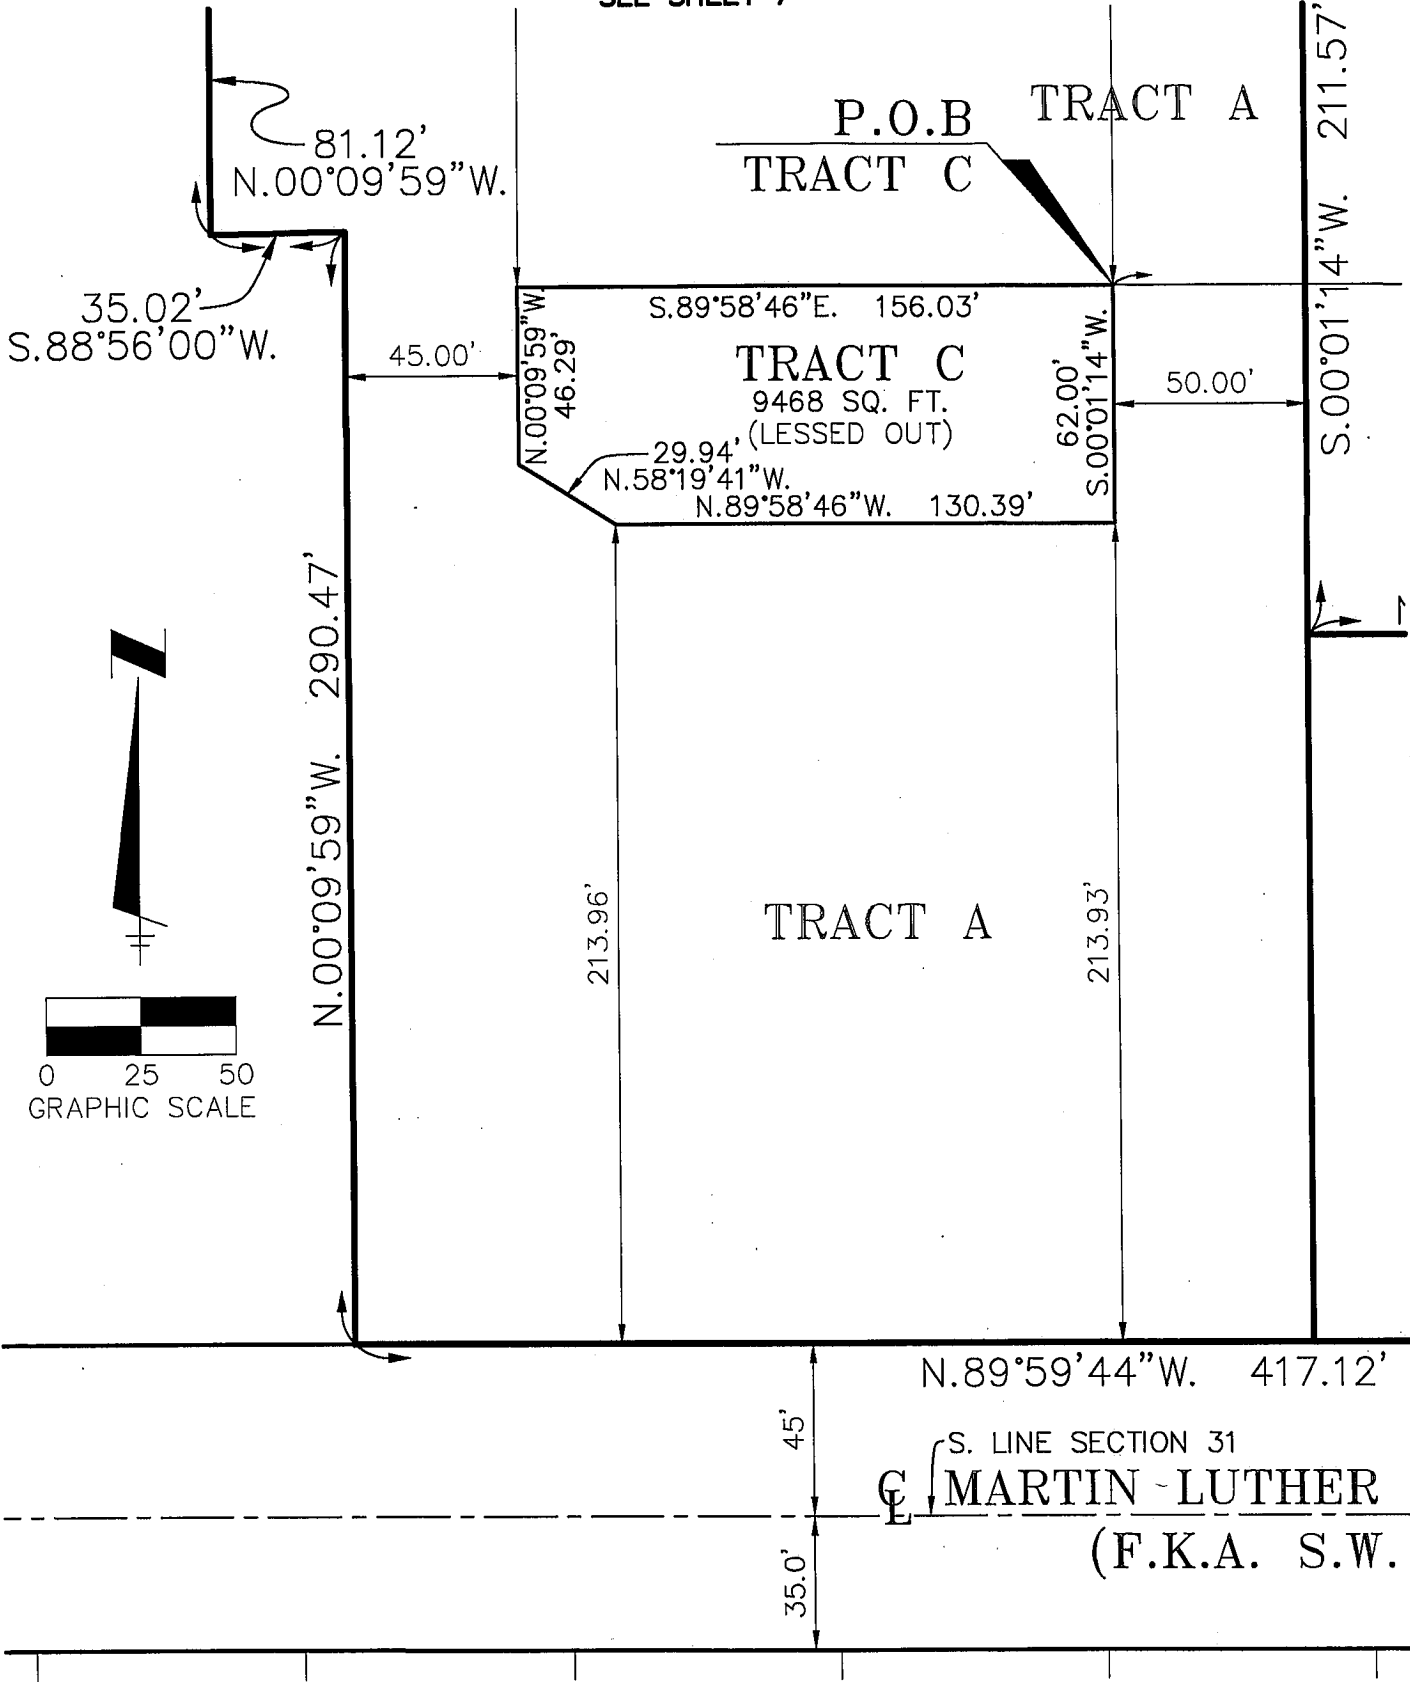 81.12'
N.00°09'59"W.
P.O.B
TRACT C
TRACT A
211.57'
S.00°01'14"W.
35.02'
S.88°56'00"W.
45.00'
N.00°09'59"W.
46.29'
S.89°58'46"E. 156.03'
TRACT C
9468 SQ. FT.
(LESSED OUT)
29.94'
N.58°19'41"W.
N.89°58'46"W. 130.39'
62.00'
S.00°01'14"W.
50.00'
N.00°09'59"W. 290.47'
213.96'
TRACT A
213.93'
0 25 50
GRAPHIC SCALE
N.89°59'44"W. 417.12'
45'
S. LINE SECTION 31
℄ MARTIN LUTHER
35.0'
(F.K.A. S.W.